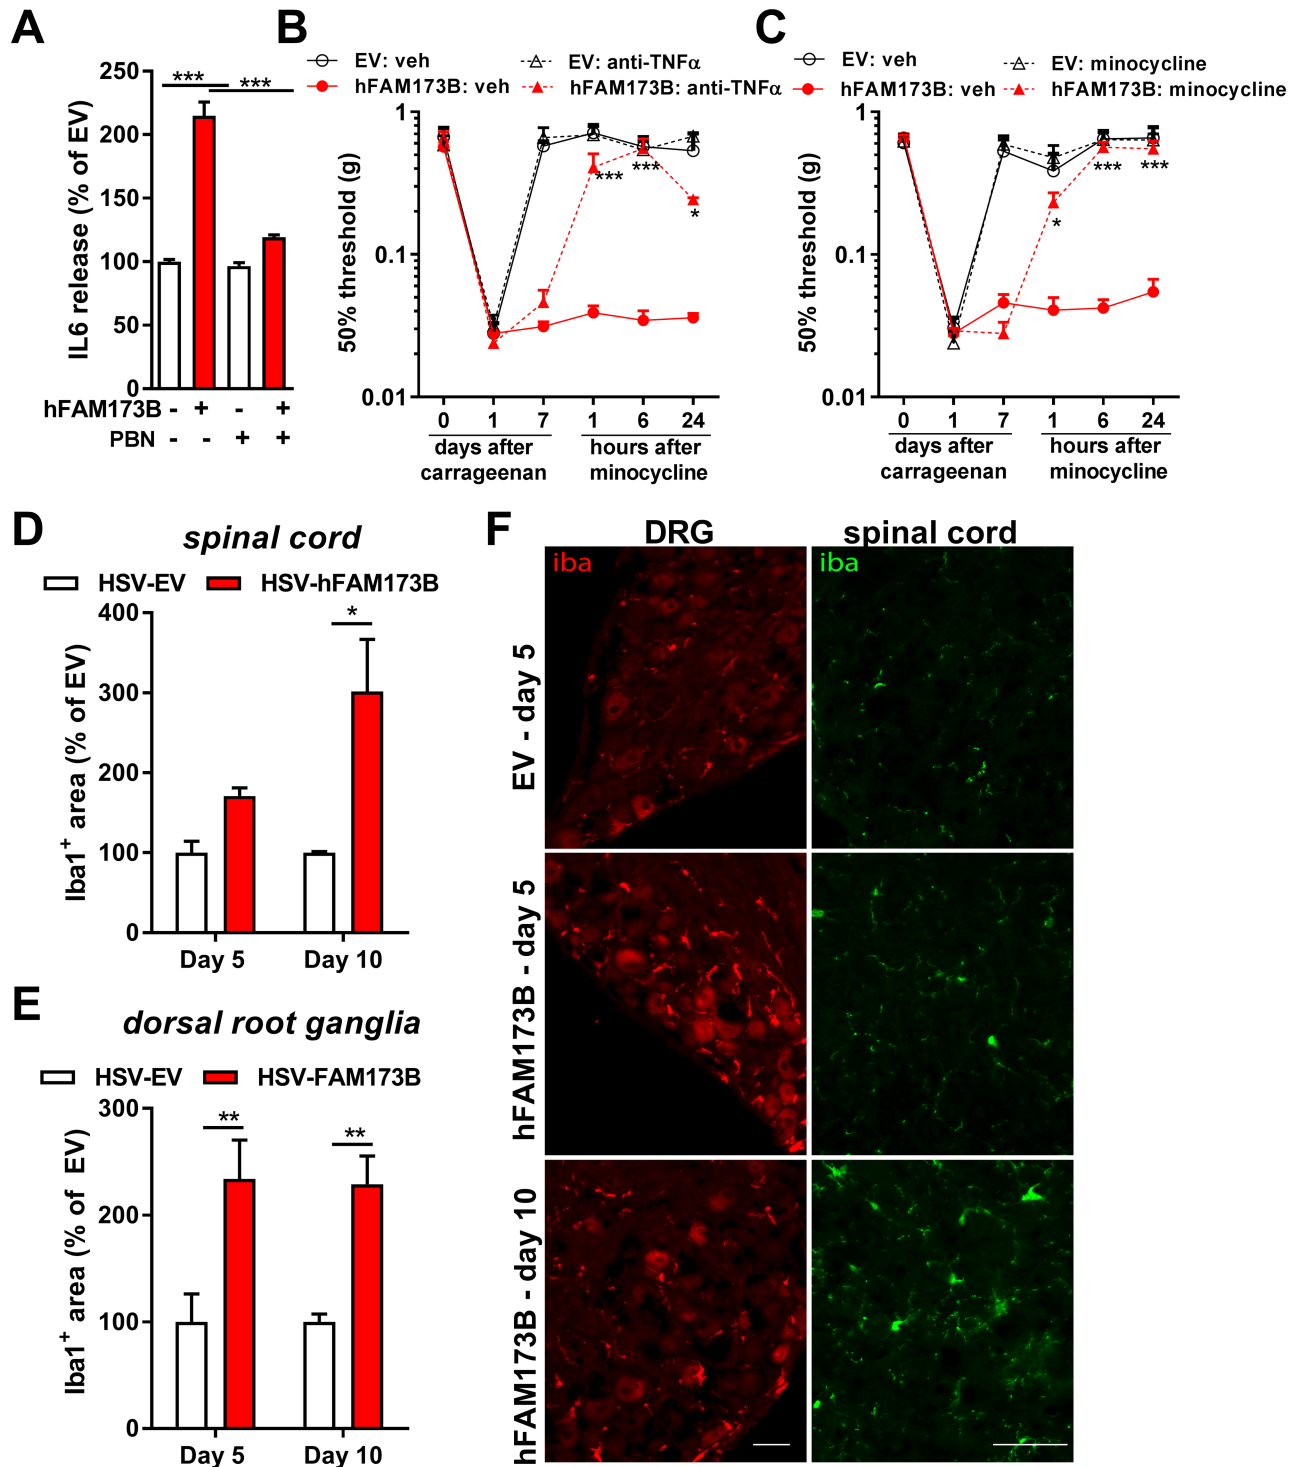 A
250
200
150
100
50
0
IL6 release (% of EV)
***
***
hFAM173B - + - +
PBN - - + +
B
EV: veh
EV: anti-TNFα
hFAM173B: veh
hFAM173B: anti-TNFα
1
0.1
0.01
50% threshold (g)
***
***
*
0 1 7 1 6 24
days after
carrageenan
hours after
minocycline
C
EV: veh
EV: minocycline
hFAM173B: veh
hFAM173B: minocycline
1
0.1
0.01
50% threshold (g)
*
***
***
0 1 7 1 6 24
days after
carrageenan
hours after
minocycline
D
spinal cord
HSV-EV
HSV-hFAM173B
400
300
200
100
0
Iba1+ area (% of EV)
*
Day 5
Day 10
E
dorsal root ganglia
HSV-EV
HSV-FAM173B
300
200
100
0
Iba1+ area (% of EV)
**
**
Day 5
Day 10
F
DRG
spinal cord
iba
iba
EV - day 5
hFAM173B - day 5
hFAM173B - day 10